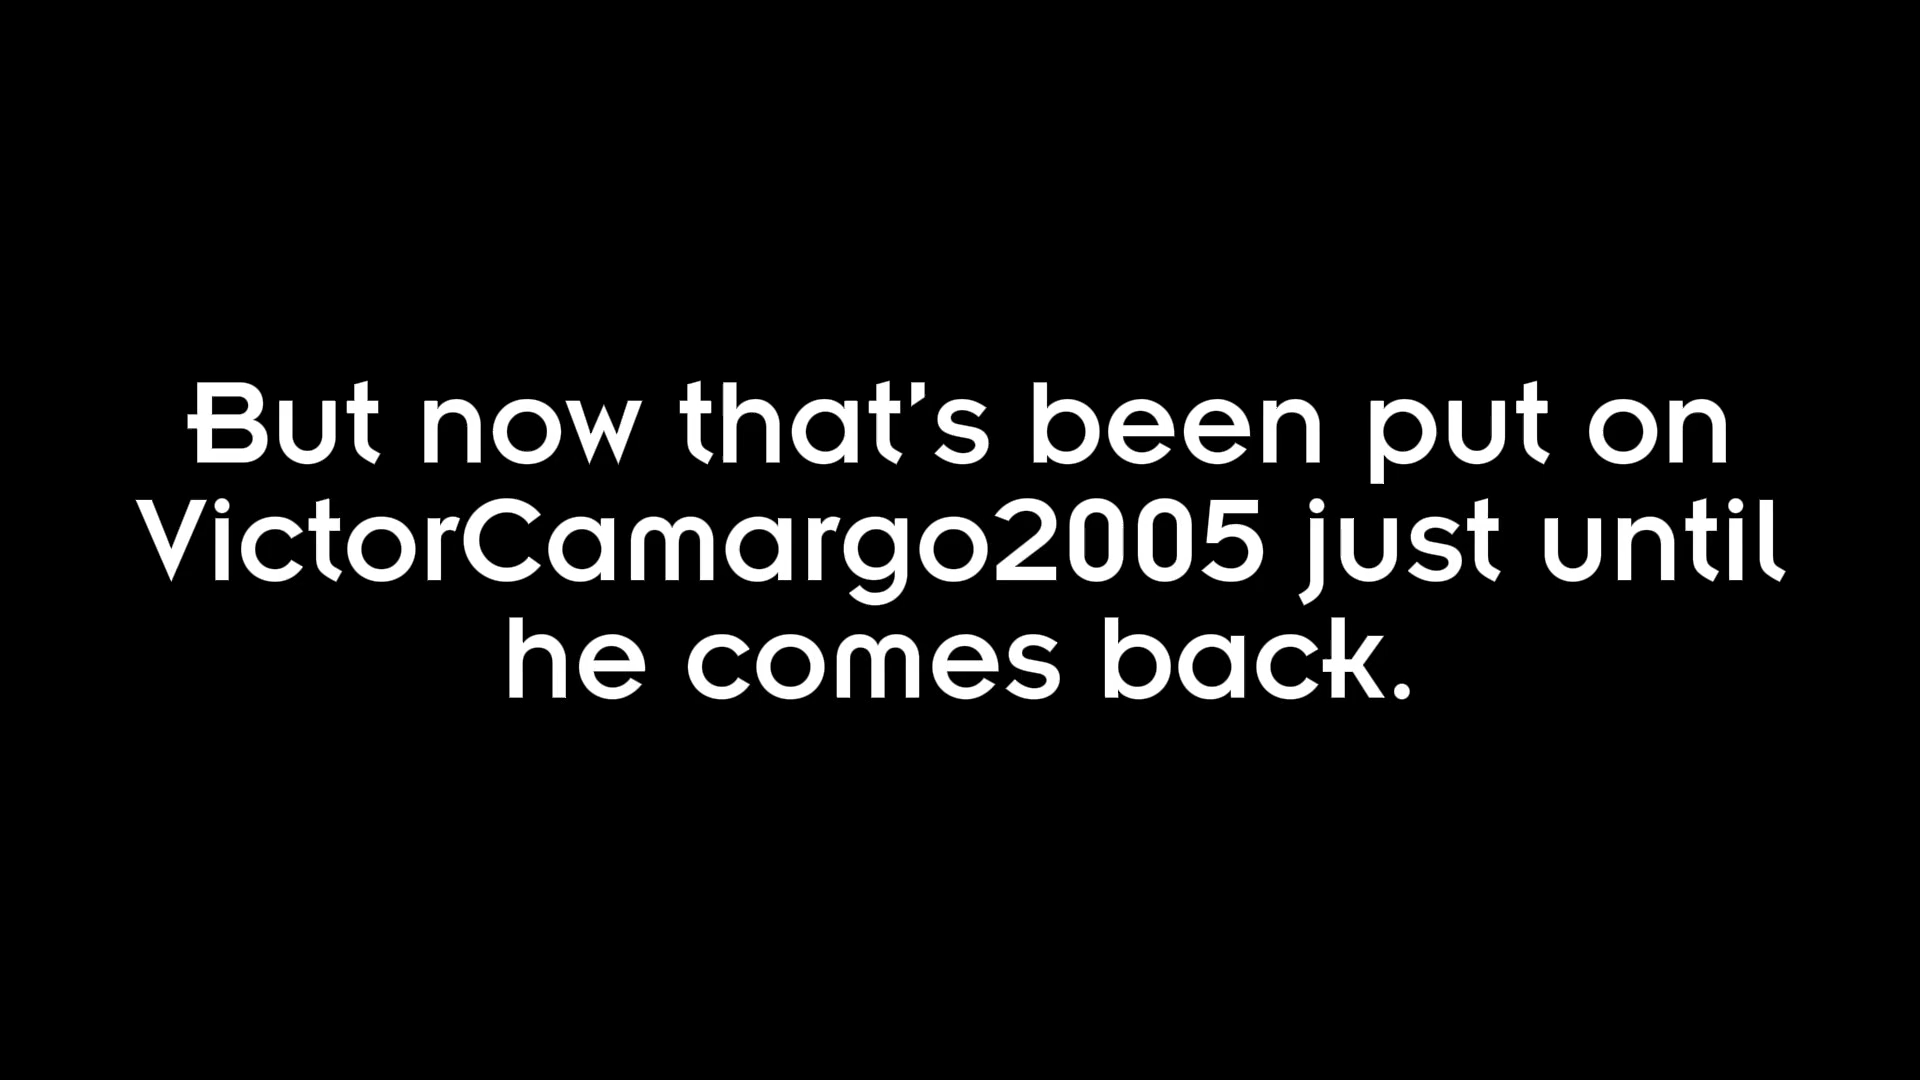 But now that's been put on
VictorCamargo2005 just until
he comes back.